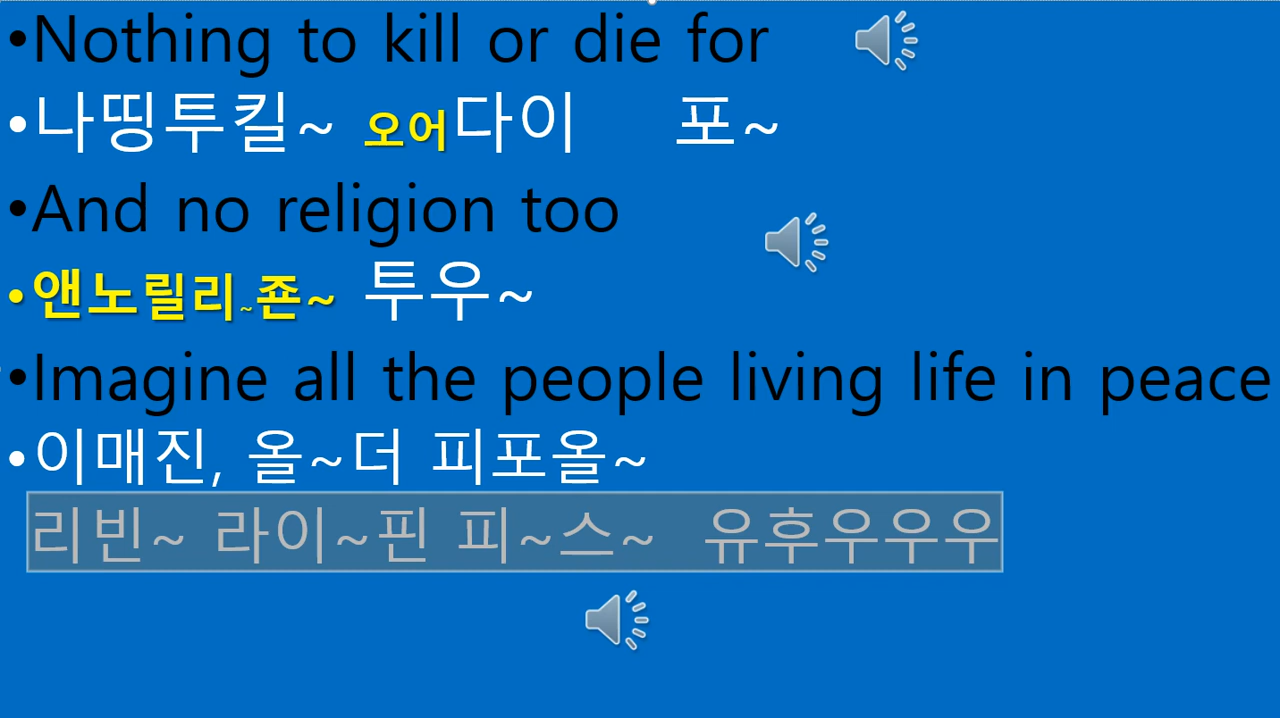 •Nothing to kill or die for
•나띵투킬~ 오어다이 포~
•And no religion too
•앤노릴리~죤~ 투우~
•Imagine all the people living life in peace
•이매진, 올~더 피포올~
리빈~ 라이~핀 피~스~ 유후우우우